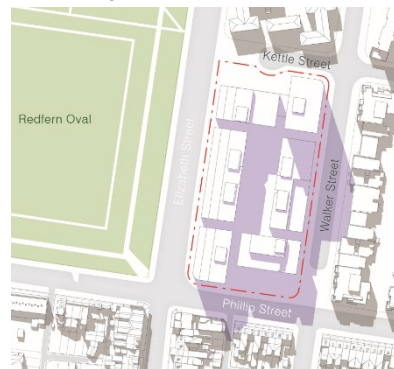 Kettle Street
Redfern Oval
Elizabeth Street
Walker Street
Phillip Street